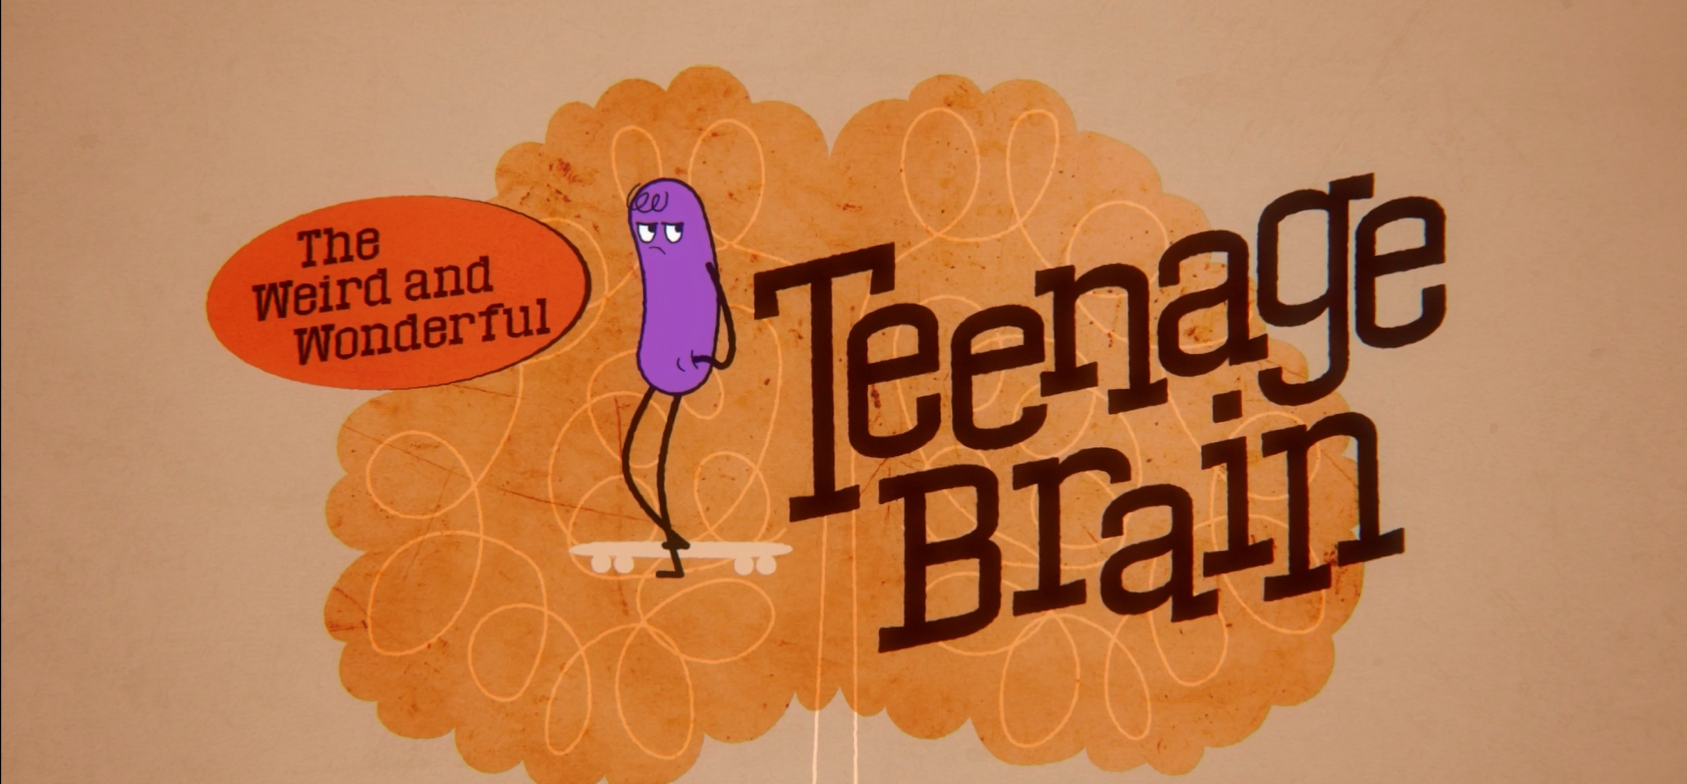 The
Weird and
Wonderful
Teenage
Brain